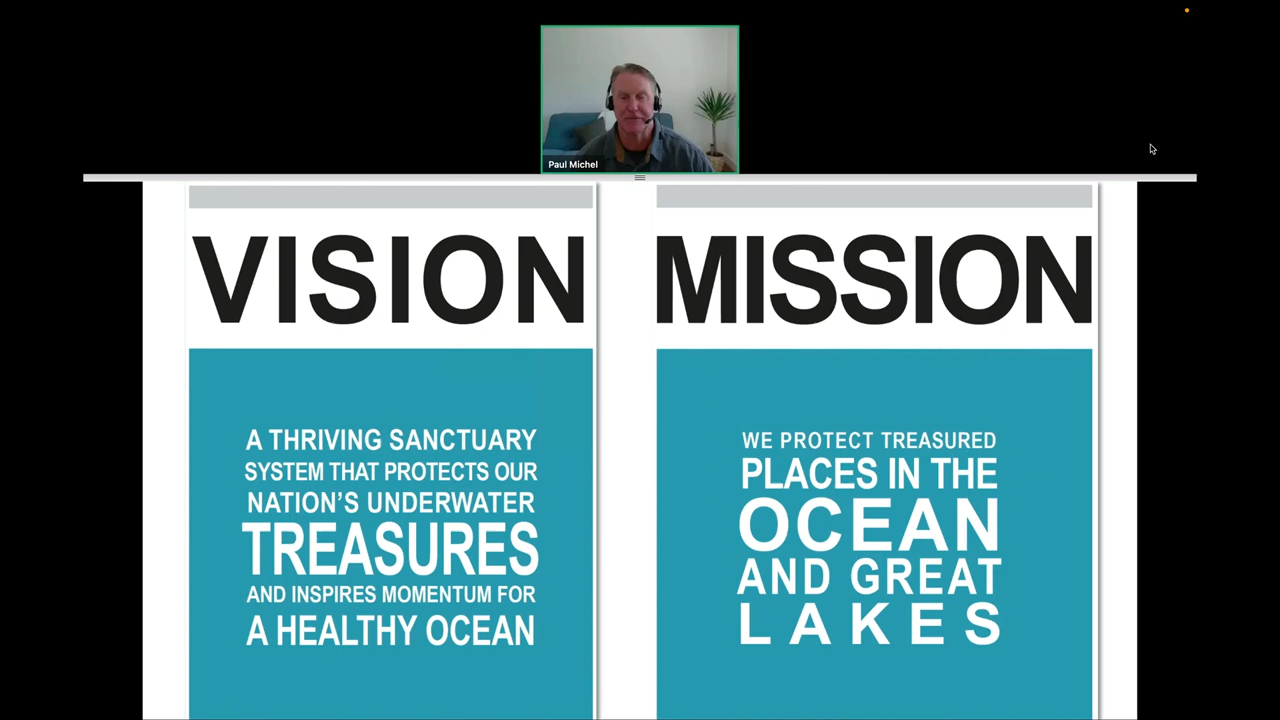 Paul Michel
VISION
A THRIVING SANCTUARY
SYSTEM THAT PROTECTS OUR
NATION'S UNDERWATER
TREASURES
AND INSPIRES MOMENTUM FOR
A HEALTHY OCEAN
MISSION
WE PROTECT TREASURED
PLACES IN THE
OCEAN
AND GREAT
LAKES